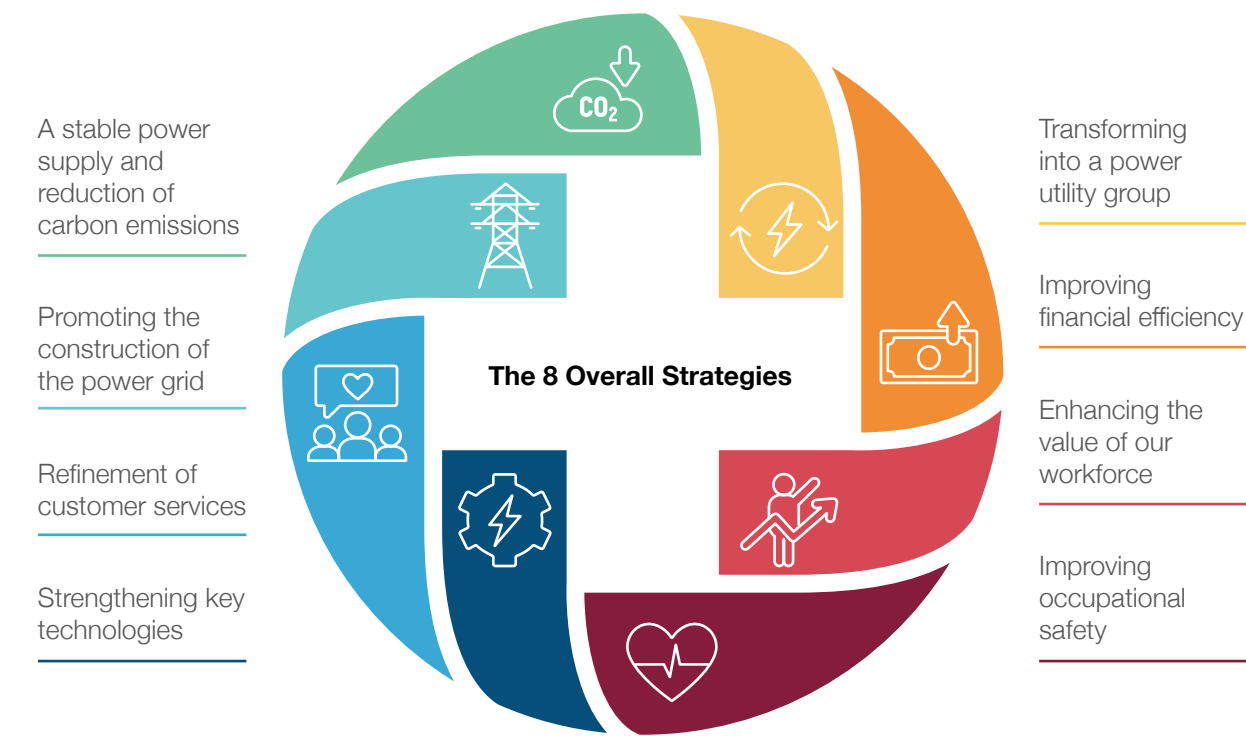 A stable power
supply and
reduction of
carbon emissions
Promoting the
construction of
the power grid
Refinement of
customer services
Strengthening key
technologies
CO₂
The 8 Overall Strategies
Transforming
into a power
utility group
Improving
financial efficiency
Enhancing the
value of our
workforce
Improving
occupational
safety